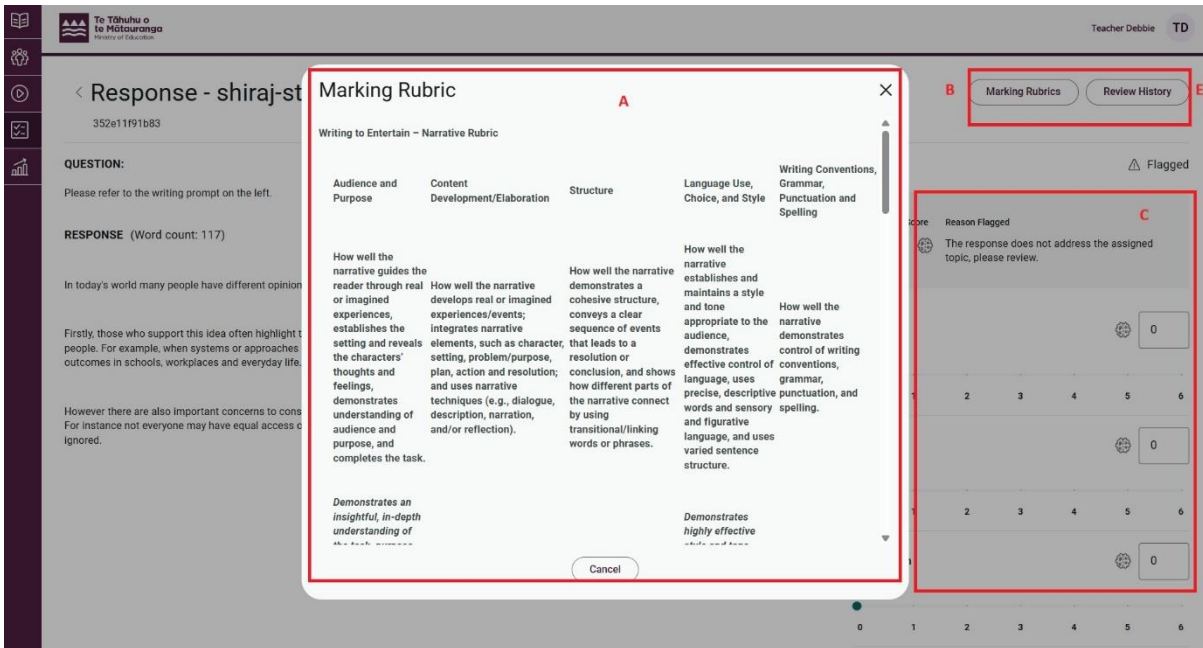 Te Tāhuhu o
te Mātauranga
Ministry of Education
Teacher Debbie
TD
Response - shiraj-st
352e11f91b83
B
Marking Rubrics
Review History
E
Flagged
QUESTION:
Please refer to the writing prompt on the left.
RESPONSE (Word count: 117)
In today's world many people have different opinion
Firstly, those who support this idea often highlight t
people. For example, when systems or approaches
outcomes in schools, workplaces and everyday life.
However there are also important concerns to cons
For instance not everyone may have equal access o
ignored.
Marking Rubric
A
Writing to Entertain – Narrative Rubric
Audience and
Purpose
Content
Development/Elaboration
Structure
Language Use,
Choice, and Style
Writing Conventions,
Grammar,
Punctuation and
Spelling
How well the
narrative guides the
reader through real
or imagined
experiences,
establishes the
setting and reveals
the characters'
thoughts and
feelings,
demonstrates
understanding of
audience and
purpose, and
completes the task.
How well the narrative
develops real or imagined
experiences/events;
integrates narrative
elements, such as character,
setting, problem/purpose,
plan, action and resolution;
and uses narrative
techniques (e.g., dialogue,
description, narration,
and/or reflection).
How well the narrative
demonstrates a
cohesive structure,
conveys a clear
sequence of events
that leads to a
resolution or
conclusion, and shows
how different parts of
the narrative connect
by using
transitional/linking
words or phrases.
How well the
narrative
establishes and
maintains a style
and tone
appropriate to the
audience,
demonstrates
effective control of
language, uses
precise, descriptive
words and sensory
and figurative
language, and uses
varied sentence
structure.
How well the
narrative
demonstrates
control of writing
conventions,
grammar,
punctuation, and
spelling.
Demonstrates an
insightful, in-depth
understanding of
Demonstrates
highly effective
Cancel
C
core
Reason Flagged
The response does not address the assigned
topic, please review.
0
1 2 3 4 5 6
0
1 2 3 4 5 6
0
0 1 2 3 4 5 6